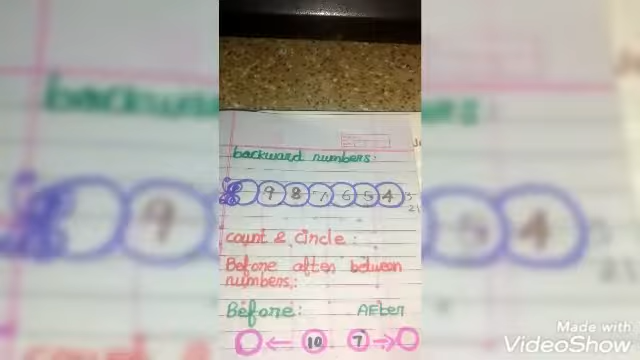 backward numbers:
9 8 7 6 5 4 3
21
count & circle:
Before after between
numbers:
Before: AFter
← 10 7 →
Made with
VideoShow